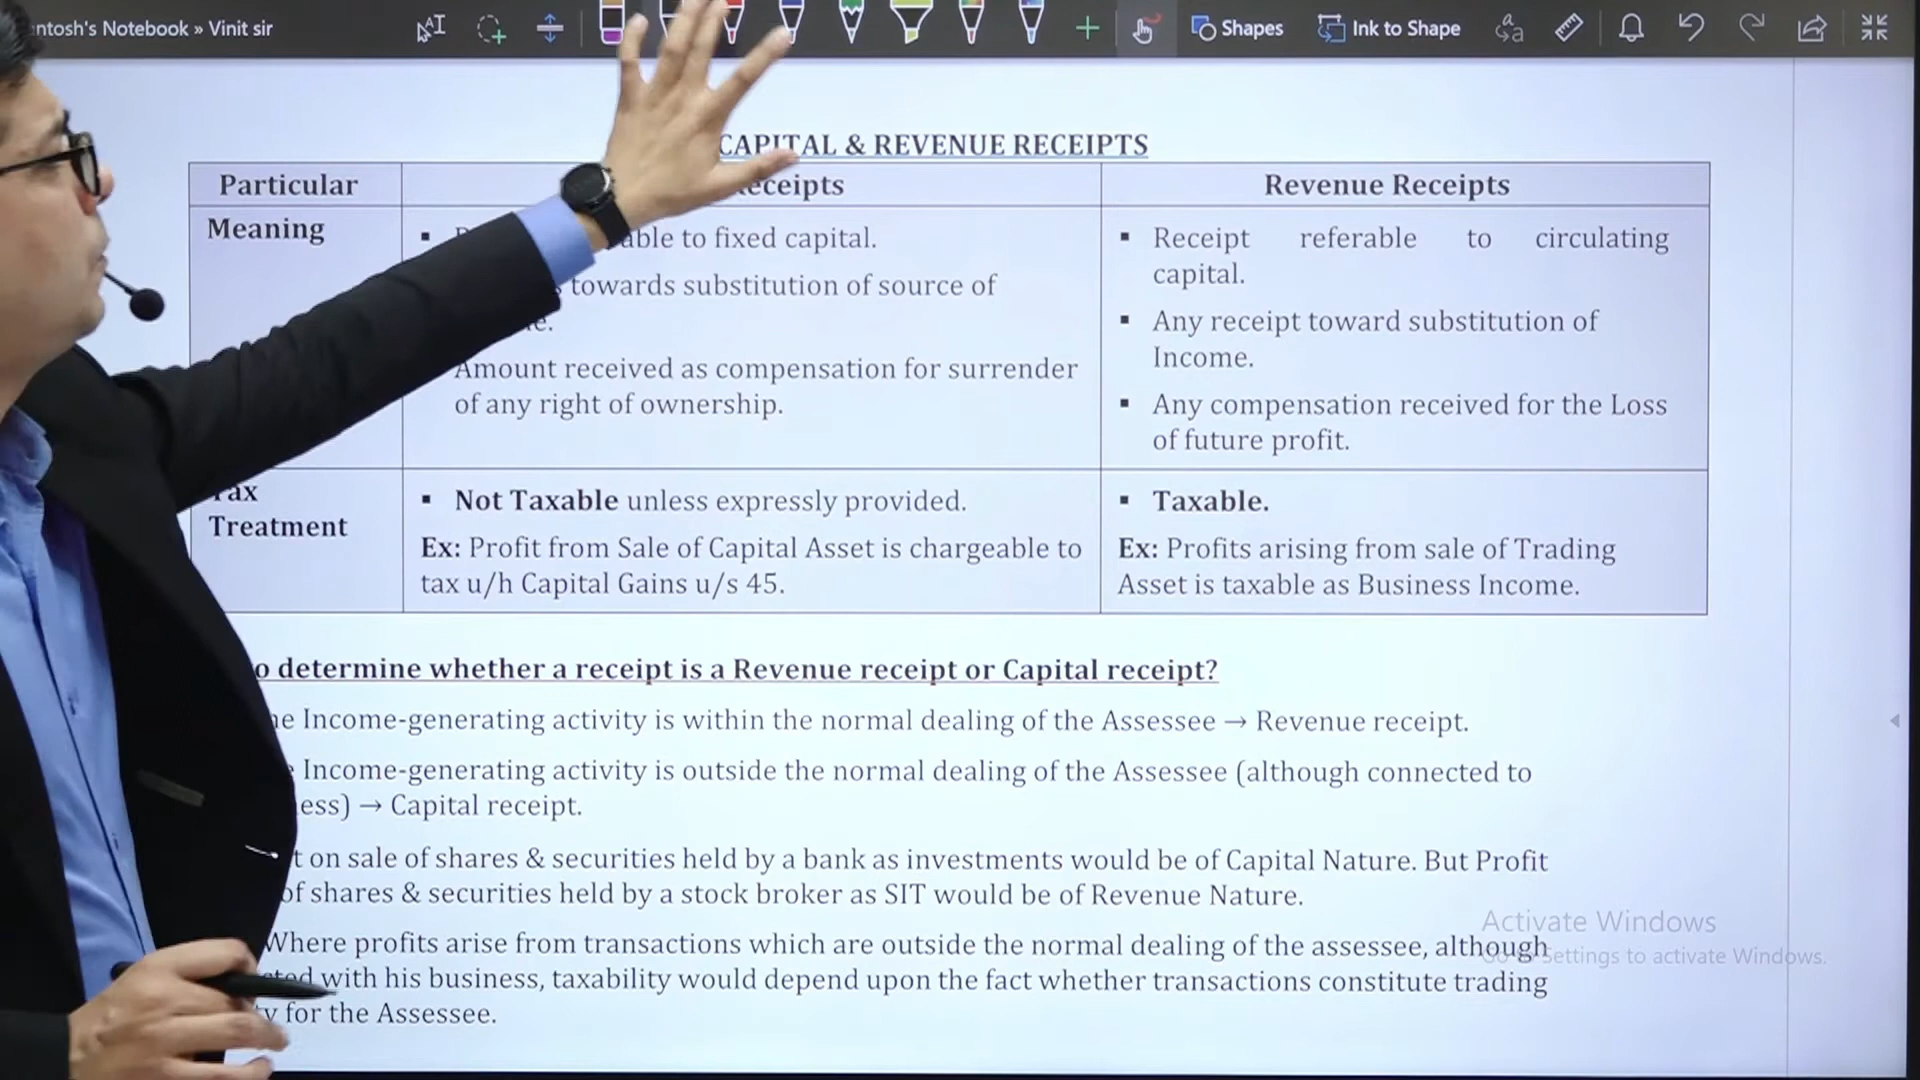 ntosh's Notebook » Vinit sir
Shapes
Ink to Shape
CAPITAL & REVENUE RECEIPTS
Particular
eceipts
Revenue Receipts
Meaning
▪ able to fixed capital.
towards substitution of source of
e.
Amount received as compensation for surrender
of any right of ownership.
▪ Receipt referable to circulating
capital.
▪ Any receipt toward substitution of
Income.
▪ Any compensation received for the Loss
of future profit.
Tax
Treatment
▪ Not Taxable unless expressly provided.
Ex: Profit from Sale of Capital Asset is chargeable to
tax u/h Capital Gains u/s 45.
▪ Taxable.
Ex: Profits arising from sale of Trading
Asset is taxable as Business Income.
o determine whether a receipt is a Revenue receipt or Capital receipt?
he Income-generating activity is within the normal dealing of the Assessee → Revenue receipt.
e Income-generating activity is outside the normal dealing of the Assessee (although connected to
ess) → Capital receipt.
t on sale of shares & securities held by a bank as investments would be of Capital Nature. But Profit
of shares & securities held by a stock broker as SIT would be of Revenue Nature.
Where profits arise from transactions which are outside the normal dealing of the assessee, although
cted with his business, taxability would depend upon the fact whether transactions constitute trading
y for the Assessee.
Activate Windows
Settings to activate Windows.